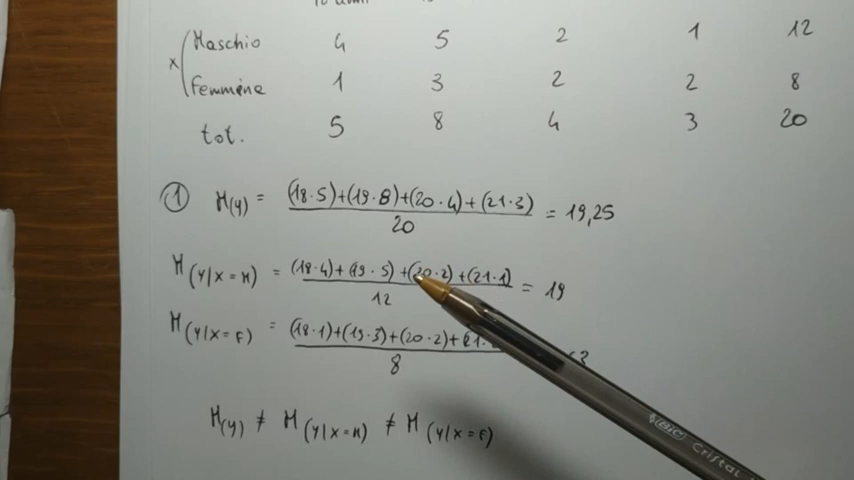 Maschio 4 5 2 1 12
x
Femmine 1 3 2 2 8
tot. 5 8 4 3 20
① M(y) = (18·5)+(19·8)+(20·4)+(21·3) / 20 = 19,25
M(y|x=M) = (18·4)+(19·5)+(20·2)+(21·1) / 12 = 19
M(y|x=F) = (18·1)+(19·3)+(20·2)+(21· / 8
M(y) ≠ M(y|x=M) ≠ M(y|x=F)
BIC Cristal